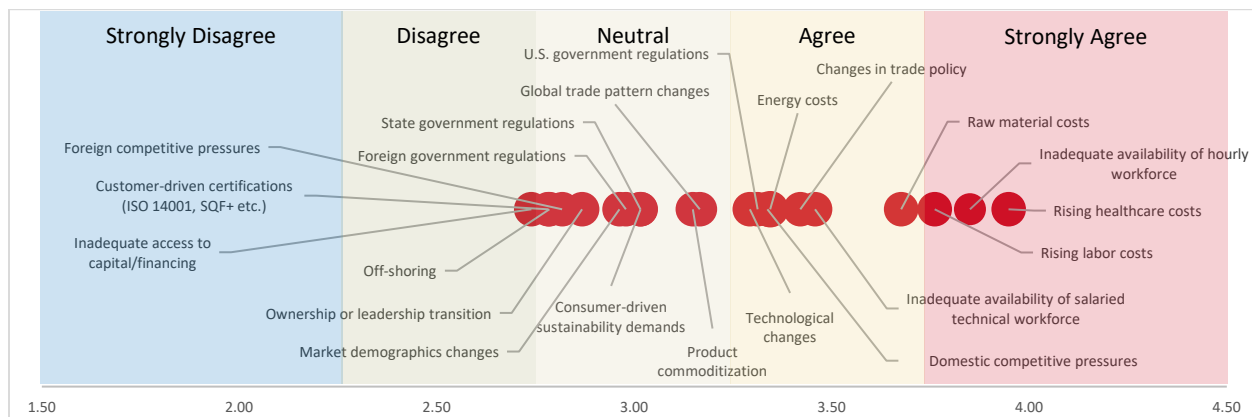 Strongly Disagree
Disagree
Neutral
Agree
Strongly Agree
U.S. government regulations
Changes in trade policy
Global trade pattern changes
Energy costs
State government regulations
Raw material costs
Foreign competitive pressures
Foreign government regulations
Inadequate availability of hourly
workforce
Customer-driven certifications
(ISO 14001, SQF+ etc.)
Rising healthcare costs
Inadequate access to
capital/financing
Off-shoring
Rising labor costs
Ownership or leadership transition
Consumer-driven
sustainability demands
Technological
changes
Inadequate availability of salaried
technical workforce
Market demographics changes
Product
commoditization
Domestic competitive pressures
1.50
2.00
2.50
3.00
3.50
4.00
4.50